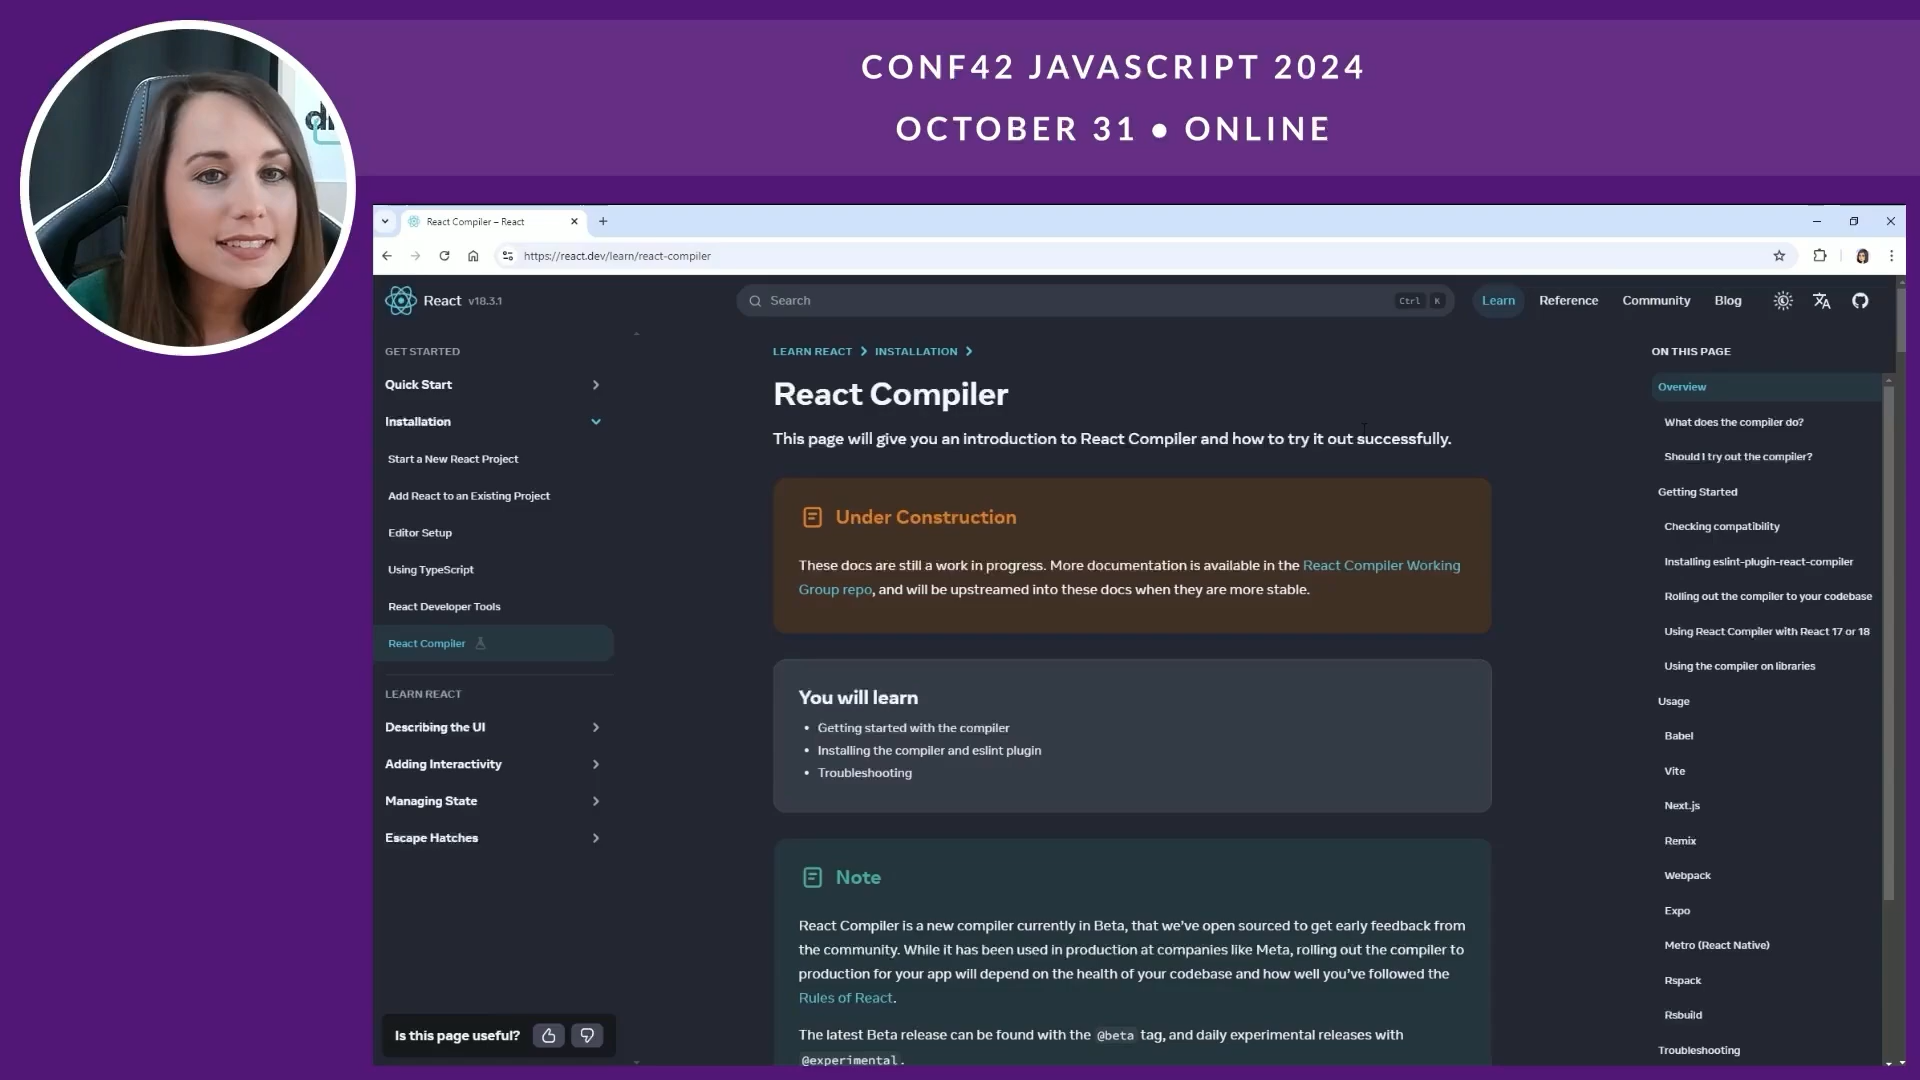 CONF42 JAVASCRIPT 2024
OCTOBER 31 • ONLINE
React Compiler – React
https://react.dev/learn/react-compiler
React v18.3.1
Search
Ctrl K
Learn
Reference
Community
Blog
GET STARTED
Quick Start
Installation
Start a New React Project
Add React to an Existing Project
Editor Setup
Using TypeScript
React Developer Tools
React Compiler
LEARN REACT
Describing the UI
Adding Interactivity
Managing State
Escape Hatches
Is this page useful?
LEARN REACT
INSTALLATION
React Compiler
This page will give you an introduction to React Compiler and how to try it out successfully.
Under Construction
These docs are still a work in progress. More documentation is available in the React Compiler Working
Group repo, and will be upstreamed into these docs when they are more stable.
You will learn
• Getting started with the compiler
• Installing the compiler and eslint plugin
• Troubleshooting
Note
React Compiler is a new compiler currently in Beta, that we've open sourced to get early feedback from
the community. While it has been used in production at companies like Meta, rolling out the compiler to
production for your app will depend on the health of your codebase and how well you've followed the
Rules of React.
The latest Beta release can be found with the @beta tag, and daily experimental releases with
@experimental.
ON THIS PAGE
Overview
What does the compiler do?
Should I try out the compiler?
Getting Started
Checking compatibility
Installing eslint-plugin-react-compiler
Rolling out the compiler to your codebase
Using React Compiler with React 17 or 18
Using the compiler on libraries
Usage
Babel
Vite
Next.js
Remix
Webpack
Expo
Metro (React Native)
Rspack
Rsbuild
Troubleshooting